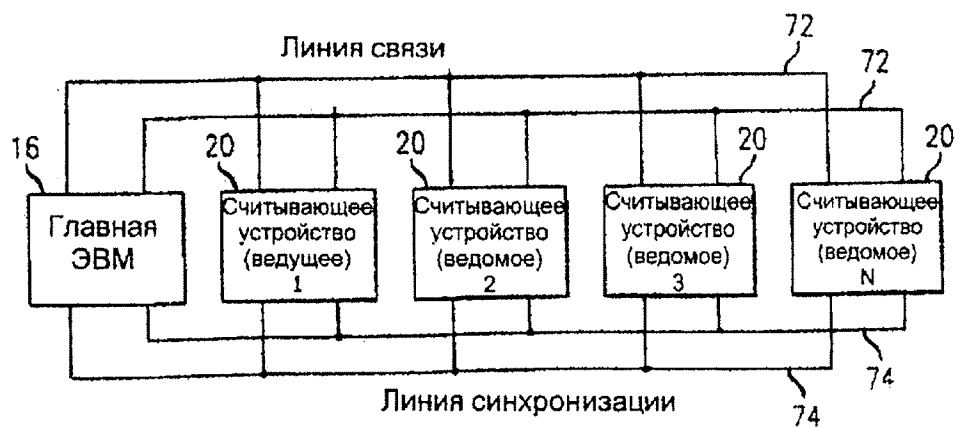 Линия связи
72
72
16
20
20
20
20
Главная
ЭВМ
Считывающее
устройство
(ведущее)
1
Считывающее
устройство
(ведомое)
2
Считывающее
устройство
(ведомое)
3
Считывающее
устройство
(ведомое)
N
74
Линия синхронизации
74